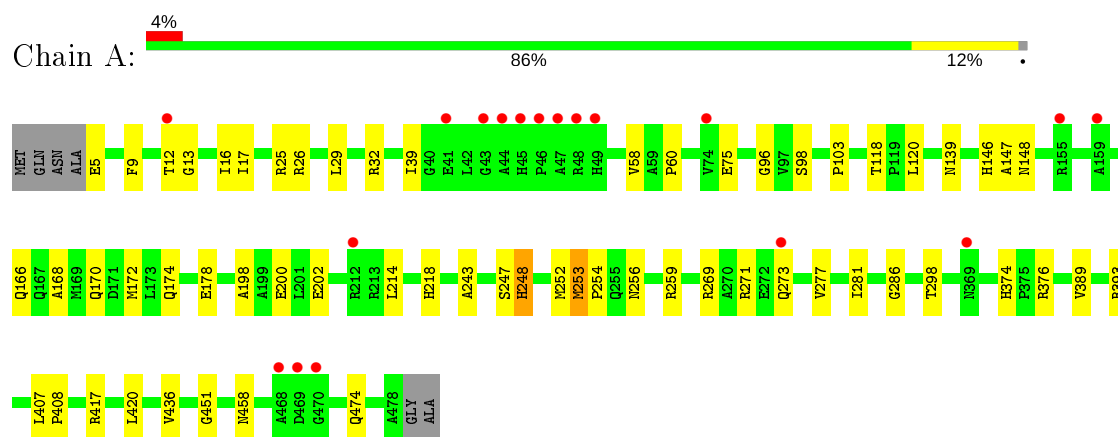 4%
Chain A:
86% 12% •
MET GLN ASN ALA E5 F9 T12 G13 I16 I17 R25 R26 L29 R32 I39 G40 E41 L42 G43 A44 H45 P46 A47 R48 H49 V58 A59 P60 V74 E75 G96 V97 S98 P103 T118 P119 L120 N139 H146 A147 N148 R155 A159
Q166 Q167 A168 M169 Q170 D171 M172 L173 Q174 E178 A198 A199 E200 L201 E202 R212 R213 L214 H218 A243 S247 H248 M252 M253 P254 Q255 N256 R259 R269 A270 R271 E272 Q273 V277 I281 G286 T298 N369 H374 P375 R376 V389
L407 P408 R417 L420 V436 G451 N458 A468 D469 G470 Q474 A478 GLY ALA